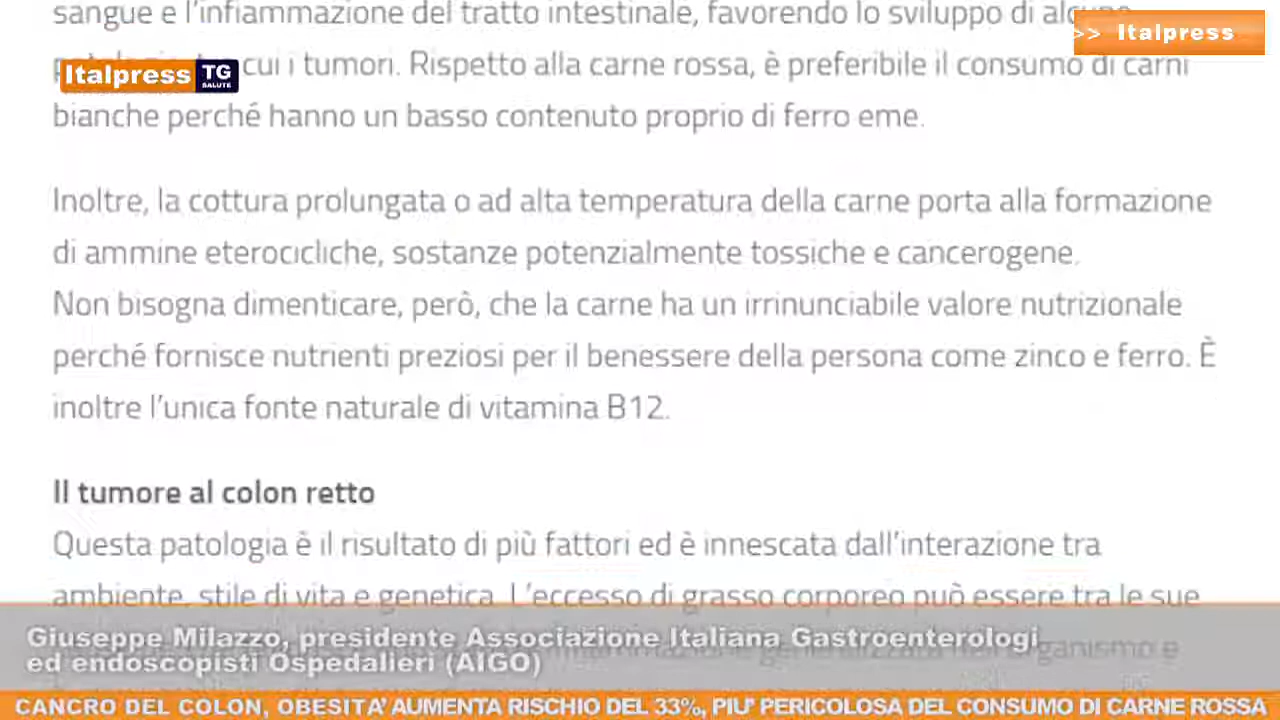 sangue e l'infiammazione del tratto intestinale, favorendo lo sviluppo di alcune
>> Italpress
Italpress TG
SALUTE
cui i tumori. Rispetto alla carne rossa, è preferibile il consumo di carni
bianche perché hanno un basso contenuto proprio di ferro eme.
Inoltre, la cottura prolungata o ad alta temperatura della carne porta alla formazione
di ammine eterocicliche, sostanze potenzialmente tossiche e cancerogene.
Non bisogna dimenticare, però, che la carne ha un irrinunciabile valore nutrizionale
perché fornisce nutrienti preziosi per il benessere della persona come zinco e ferro. È
inoltre l'unica fonte naturale di vitamina B12.
Il tumore al colon retto
Questa patologia è il risultato di più fattori ed è innescata dall'interazione tra
ambiente, stile di vita e genetica. L'eccesso di grasso corporeo può essere tra le sue
Giuseppe Milazzo, presidente Associazione Italiana Gastroenterologi
ed endoscopisti Ospedalieri (AIGO)
CANCRO DEL COLON, OBESITA' AUMENTA RISCHIO DEL 33%, PIU' PERICOLOSA DEL CONSUMO DI CARNE ROSSA